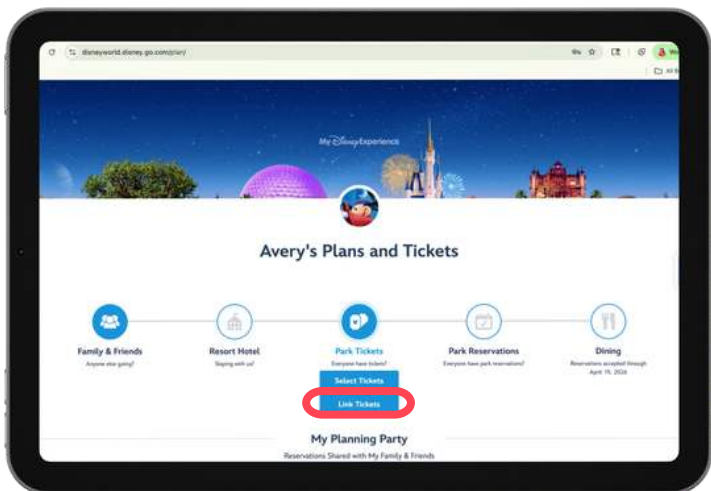 disneyworld.disney.go.com/plan/
All B
My Disney Experience
Avery's Plans and Tickets
Family & Friends
Anyone else going?
Resort Hotel
Staying with us?
Park Tickets
Everyone have tickets?
Select Tickets
Link Tickets
Park Reservations
Everyone have park reservations?
Dining
Reservations accepted through
April 19, 2026
My Planning Party
Reservations Shared with My Family & Friends